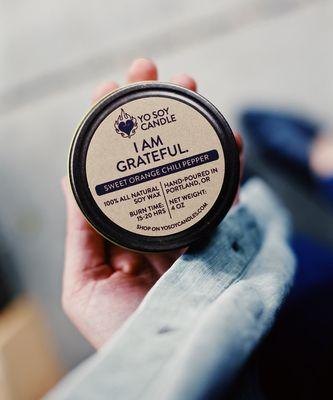 YO SOY
CANDLE
I AM
GRATEFUL.
SWEET ORANGE CHILI PEPPER
100% ALL NATURAL
SOY WAX
BURN TIME:
15-20 HRS
HAND-POURED IN
PORTLAND, OR
NET WEIGHT:
4 OZ
SHOP ON YOSOYCANDLES.COM